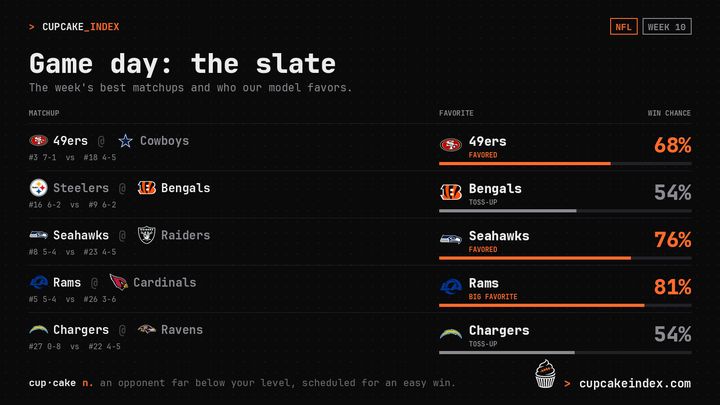 > CUPCAKE_INDEX
NFL WEEK 10
Game day: the slate
The week's best matchups and who our model favors.
MATCHUP FAVORITE WIN CHANCE
49ers @ Cowboys
#3 7-1 vs #18 4-5
49ers
FAVORED
68%
Steelers @ Bengals
#16 6-2 vs #9 6-2
Bengals
TOSS-UP
54%
Seahawks @ Raiders
#8 5-4 vs #23 4-5
Seahawks
FAVORED
76%
Rams @ Cardinals
#5 5-4 vs #26 3-6
Rams
BIG FAVORITE
81%
Chargers @ Ravens
#27 0-8 vs #22 4-5
Chargers
TOSS-UP
54%
cup·cake n. an opponent far below your level, scheduled for an easy win.
> cupcakeindex.com